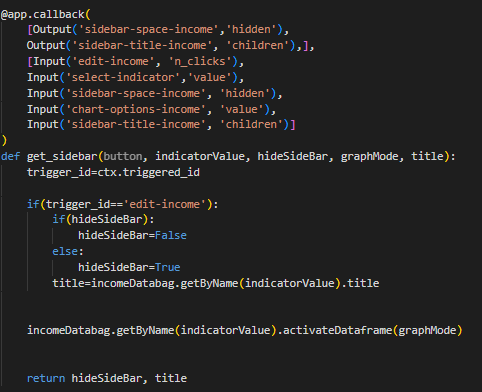 @app.callback(
    [Output('sidebar-space-income','hidden'),
    Output('sidebar-title-income', 'children'),],
    [Input('edit-income', 'n_clicks'),
    Input('select-indicator','value'),
    Input('sidebar-space-income', 'hidden'),
    Input('chart-options-income', 'value'),
    Input('sidebar-title-income', 'children')]
)
def get_sidebar(button, indicatorValue, hideSideBar, graphMode, title):
    trigger_id=ctx.triggered_id
    if(trigger_id=='edit-income'):
        if(hideSideBar):
            hideSideBar=False
        else:
            hideSideBar=True
        title=incomeDatabag.getByName(indicatorValue).title
    incomeDatabag.getByName(indicatorValue).activateDataframe(graphMode)
    return hideSideBar, title